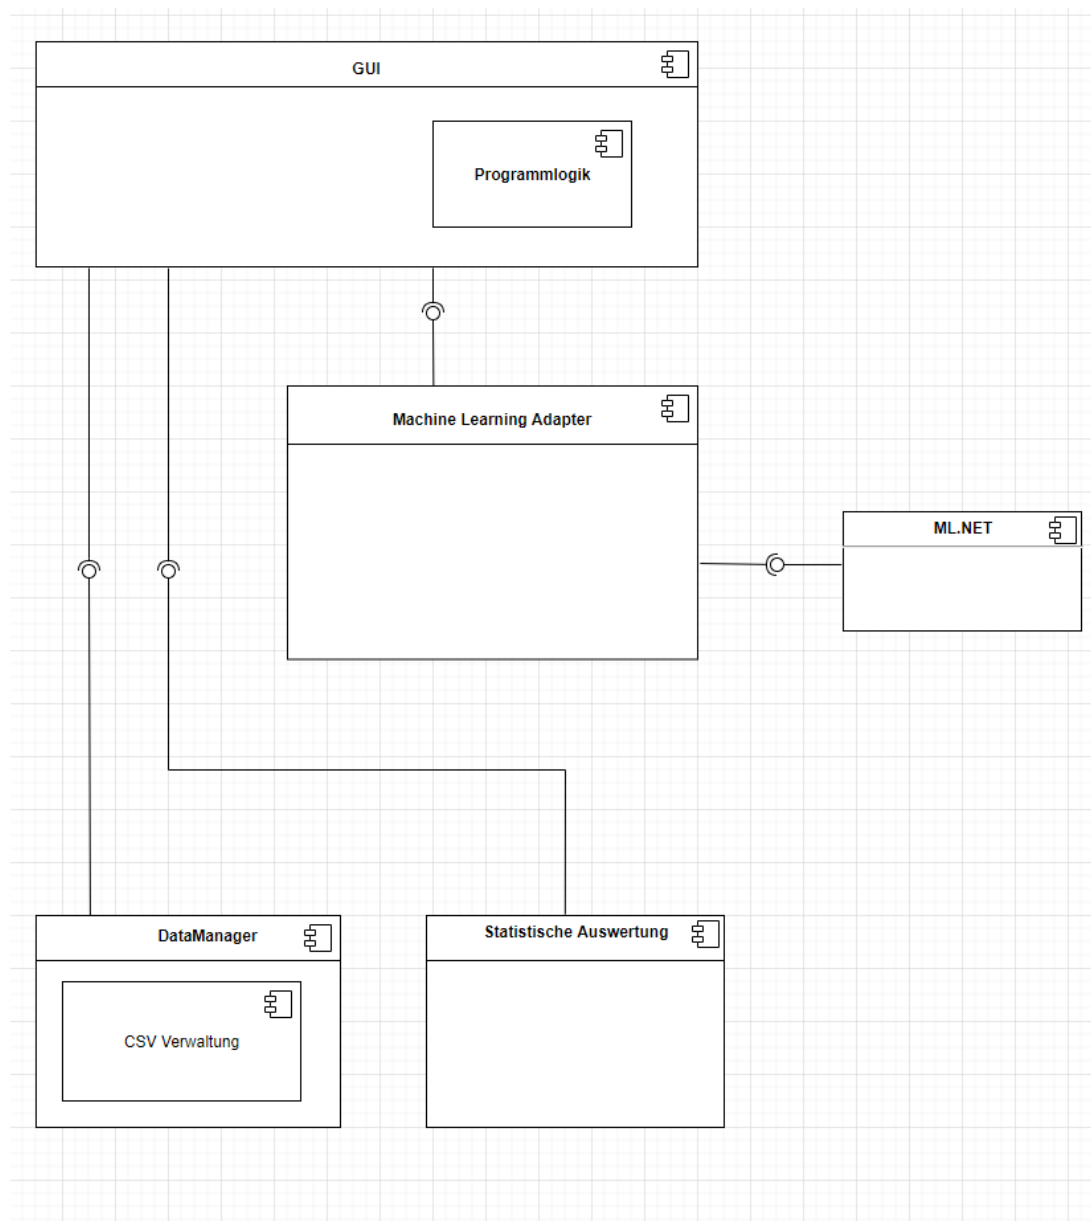 GUI
Programmlogik
Machine Learning Adapter
ML.NET
DataManager
Statistische Auswertung
CSV Verwaltung